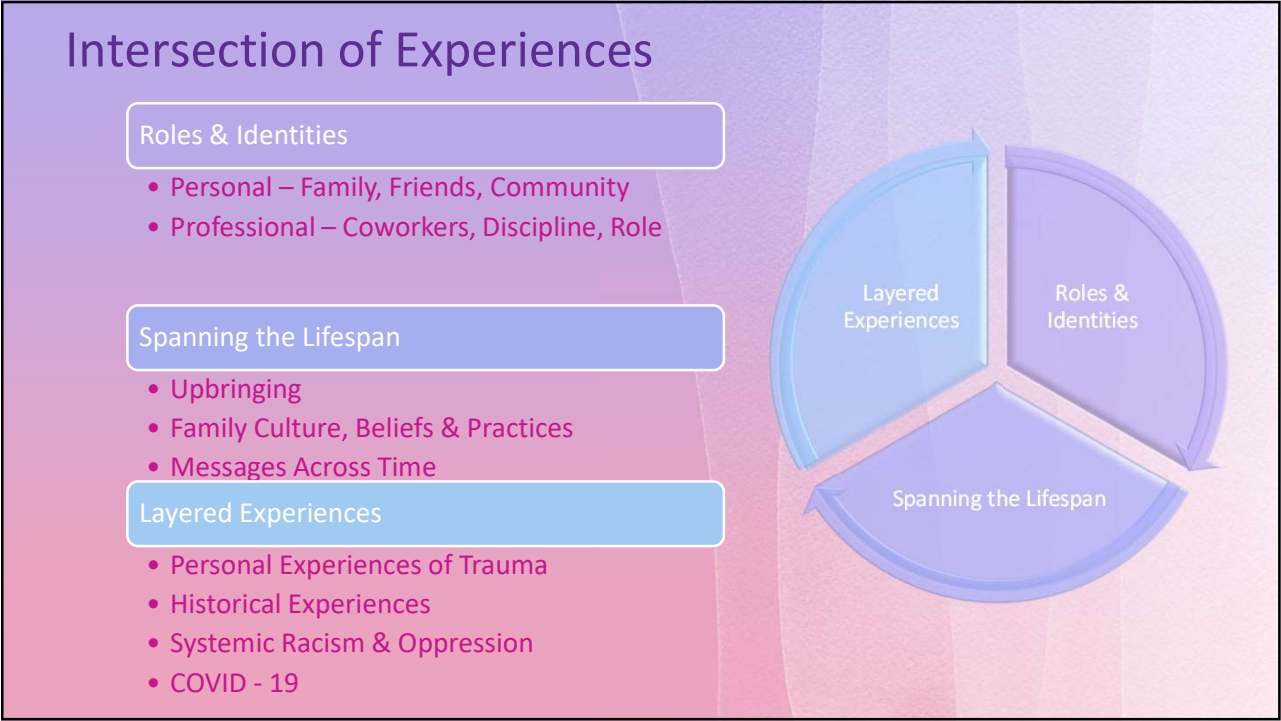 Intersection of Experiences
Roles & Identities
• Personal – Family, Friends, Community
• Professional – Coworkers, Discipline, Role
Spanning the Lifespan
• Upbringing
• Family Culture, Beliefs & Practices
• Messages Across Time
Layered Experiences
• Personal Experiences of Trauma
• Historical Experiences
• Systemic Racism & Oppression
• COVID - 19
Layered
Experiences
Roles &
Identities
Spanning the Lifespan